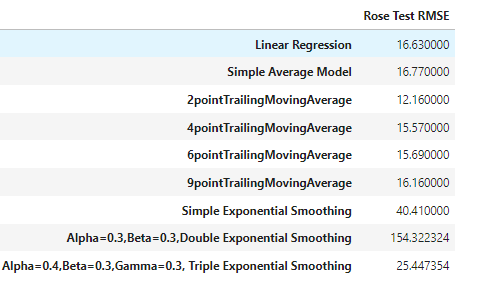 Rose Test RMSE
Linear Regression 16.630000
Simple Average Model 16.770000
2pointTrailingMovingAverage 12.160000
4pointTrailingMovingAverage 15.570000
6pointTrailingMovingAverage 15.690000
9pointTrailingMovingAverage 16.160000
Simple Exponential Smoothing 40.410000
Alpha=0.3,Beta=0.3,Double Exponential Smoothing 154.322324
Alpha=0.4,Beta=0.3,Gamma=0.3, Triple Exponential Smoothing 25.447354